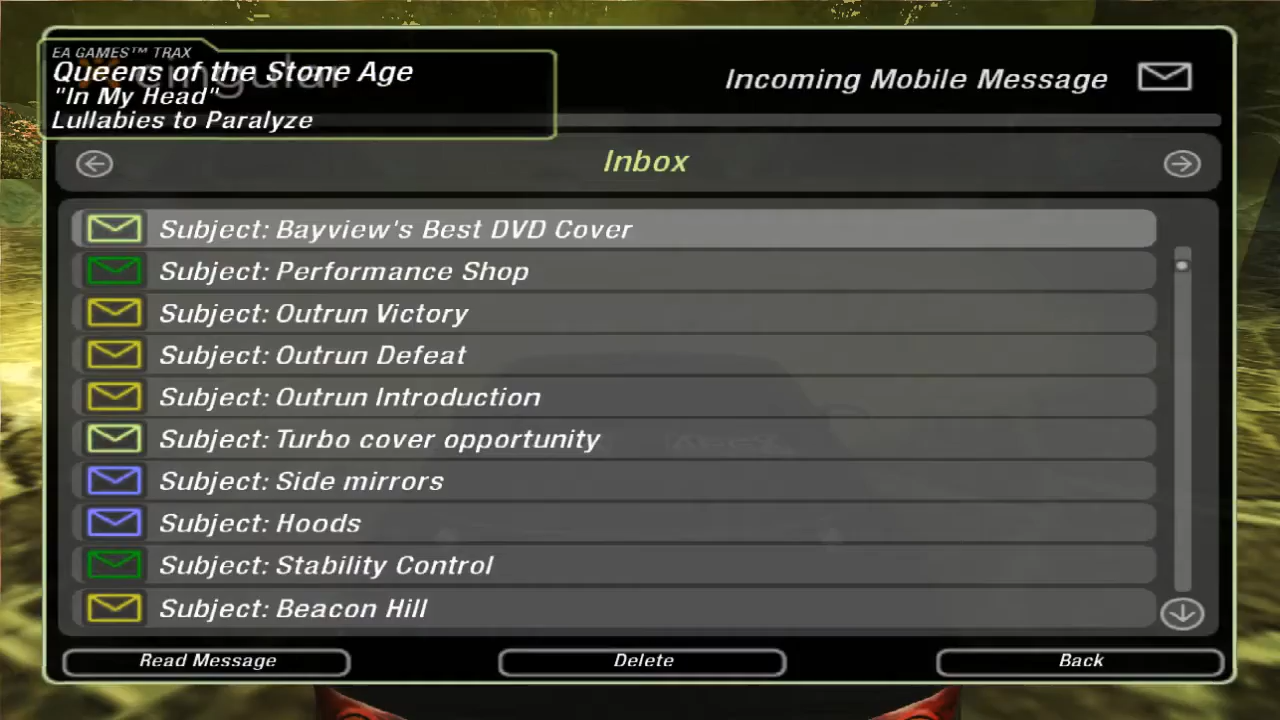 EA GAMES™ TRAX
Queens of the Stone Age
"In My Head"
Lullabies to Paralyze
cingular
Incoming Mobile Message
Inbox
Subject: Bayview's Best DVD Cover
Subject: Performance Shop
Subject: Outrun Victory
Subject: Outrun Defeat
Subject: Outrun Introduction
Subject: Turbo cover opportunity
Subject: Side mirrors
Subject: Hoods
Subject: Stability Control
Subject: Beacon Hill
Read Message
Delete
Back